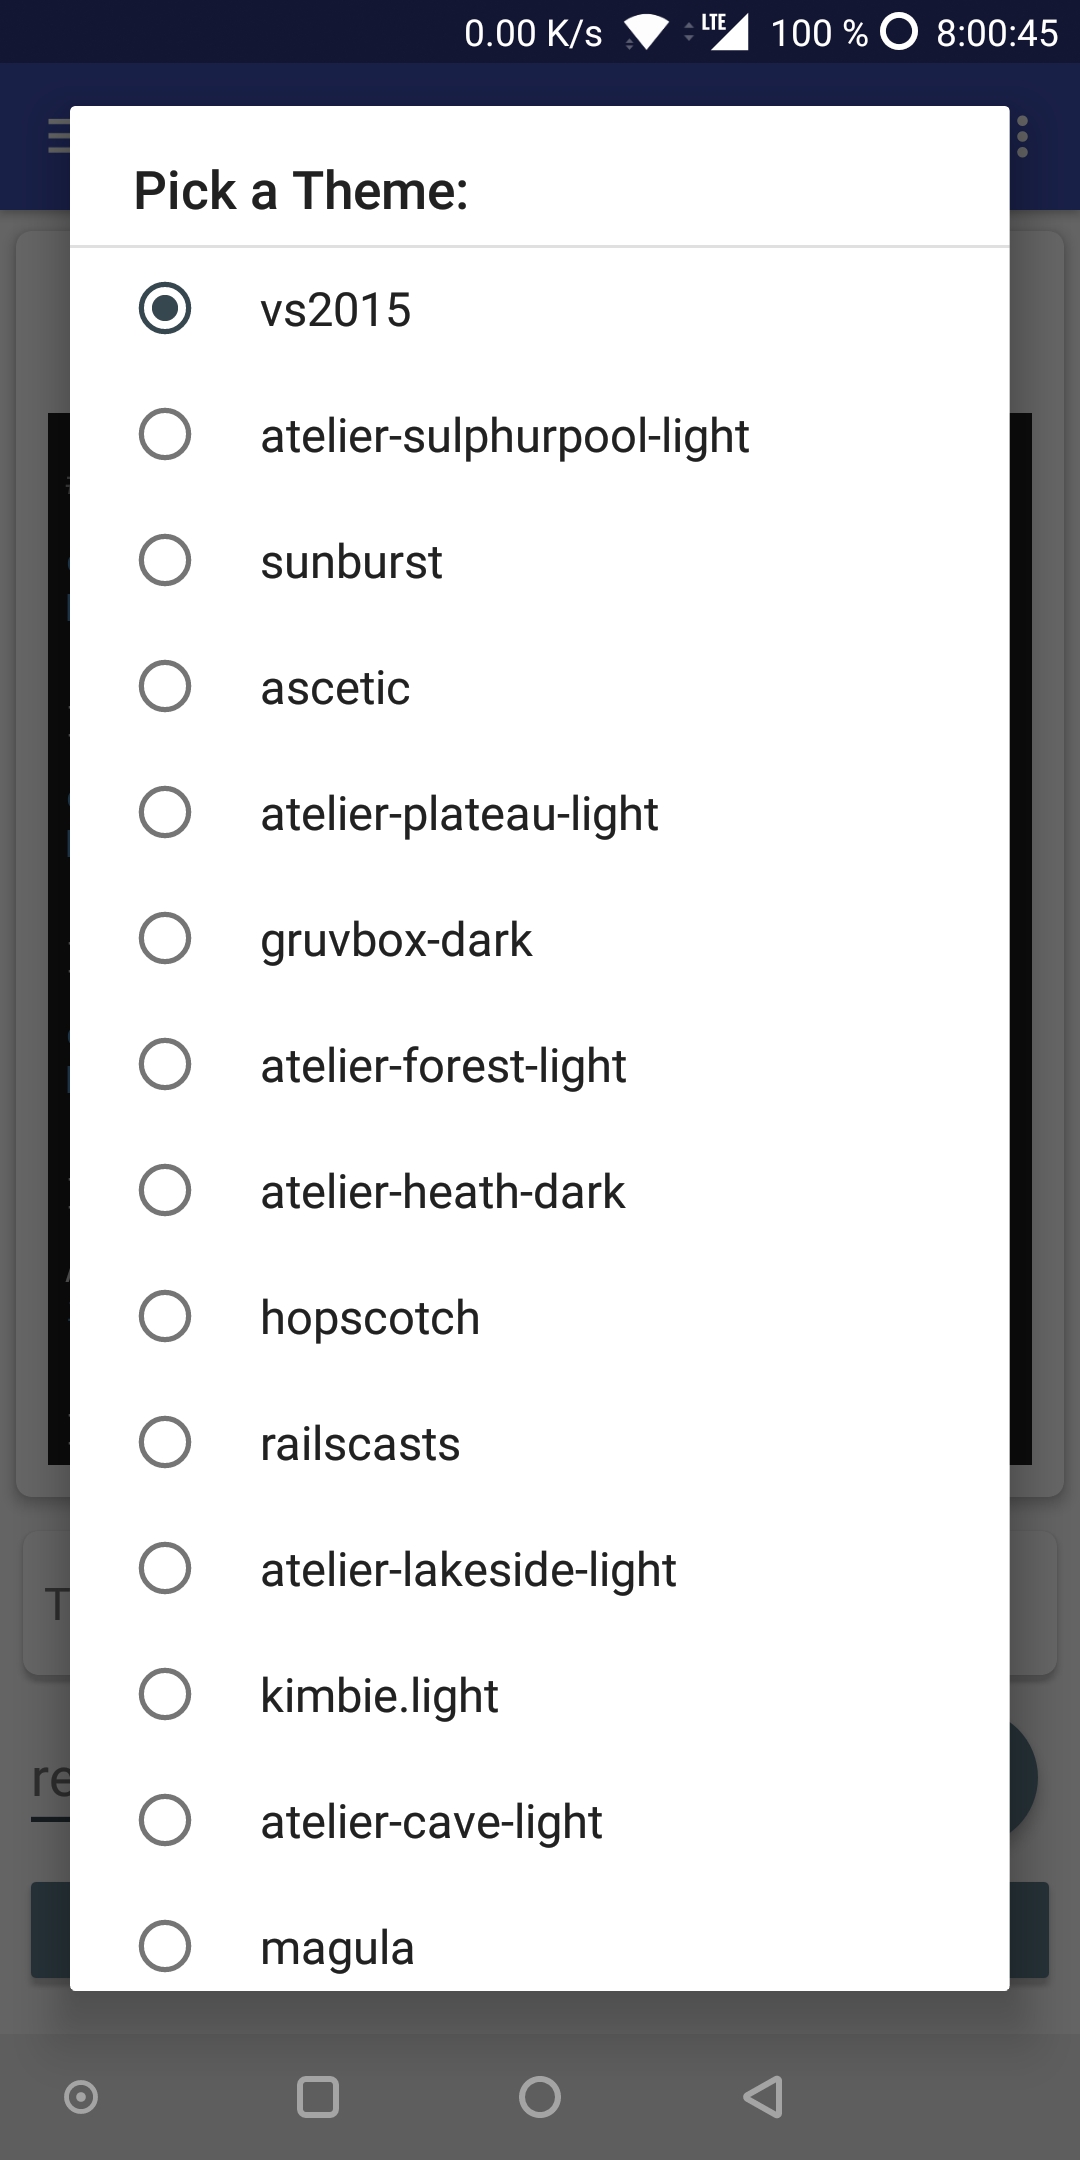 0.00 K/s LTE 100 % 8:00:45
Pick a Theme:
vs2015
atelier-sulphurpool-light
sunburst
ascetic
atelier-plateau-light
gruvbox-dark
atelier-forest-light
atelier-heath-dark
hopscotch
railscasts
atelier-lakeside-light
kimbie.light
atelier-cave-light
magula